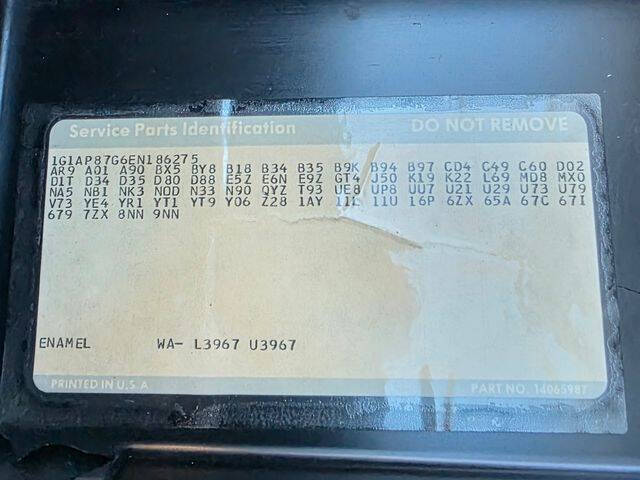 Service Parts Identification DO NOT REMOVE
1G1AP87G6EN186275
AR9 A01 A90 BX5 BY8 B18 B34 B35 B9K B94 B97 CD4 C49 C60 D02
D1T D34 D35 D80 D88 E5Z E6N E9Z GT4 J50 K19 K22 L69 MD8 MX0
NA5 NB1 NK3 NOD N33 N90 QYZ T93 UE8 UP8 UU7 U21 U29 U73 U79
V73 YE4 YR1 YT1 YT9 Y06 Z28 1AY 11L 11U 16P 6ZX 65A 67C 67I
679 7ZX 8NN 9NN
ENAMEL WA- L3967 U3967
PRINTED IN U.S.A PART NO. 14065987